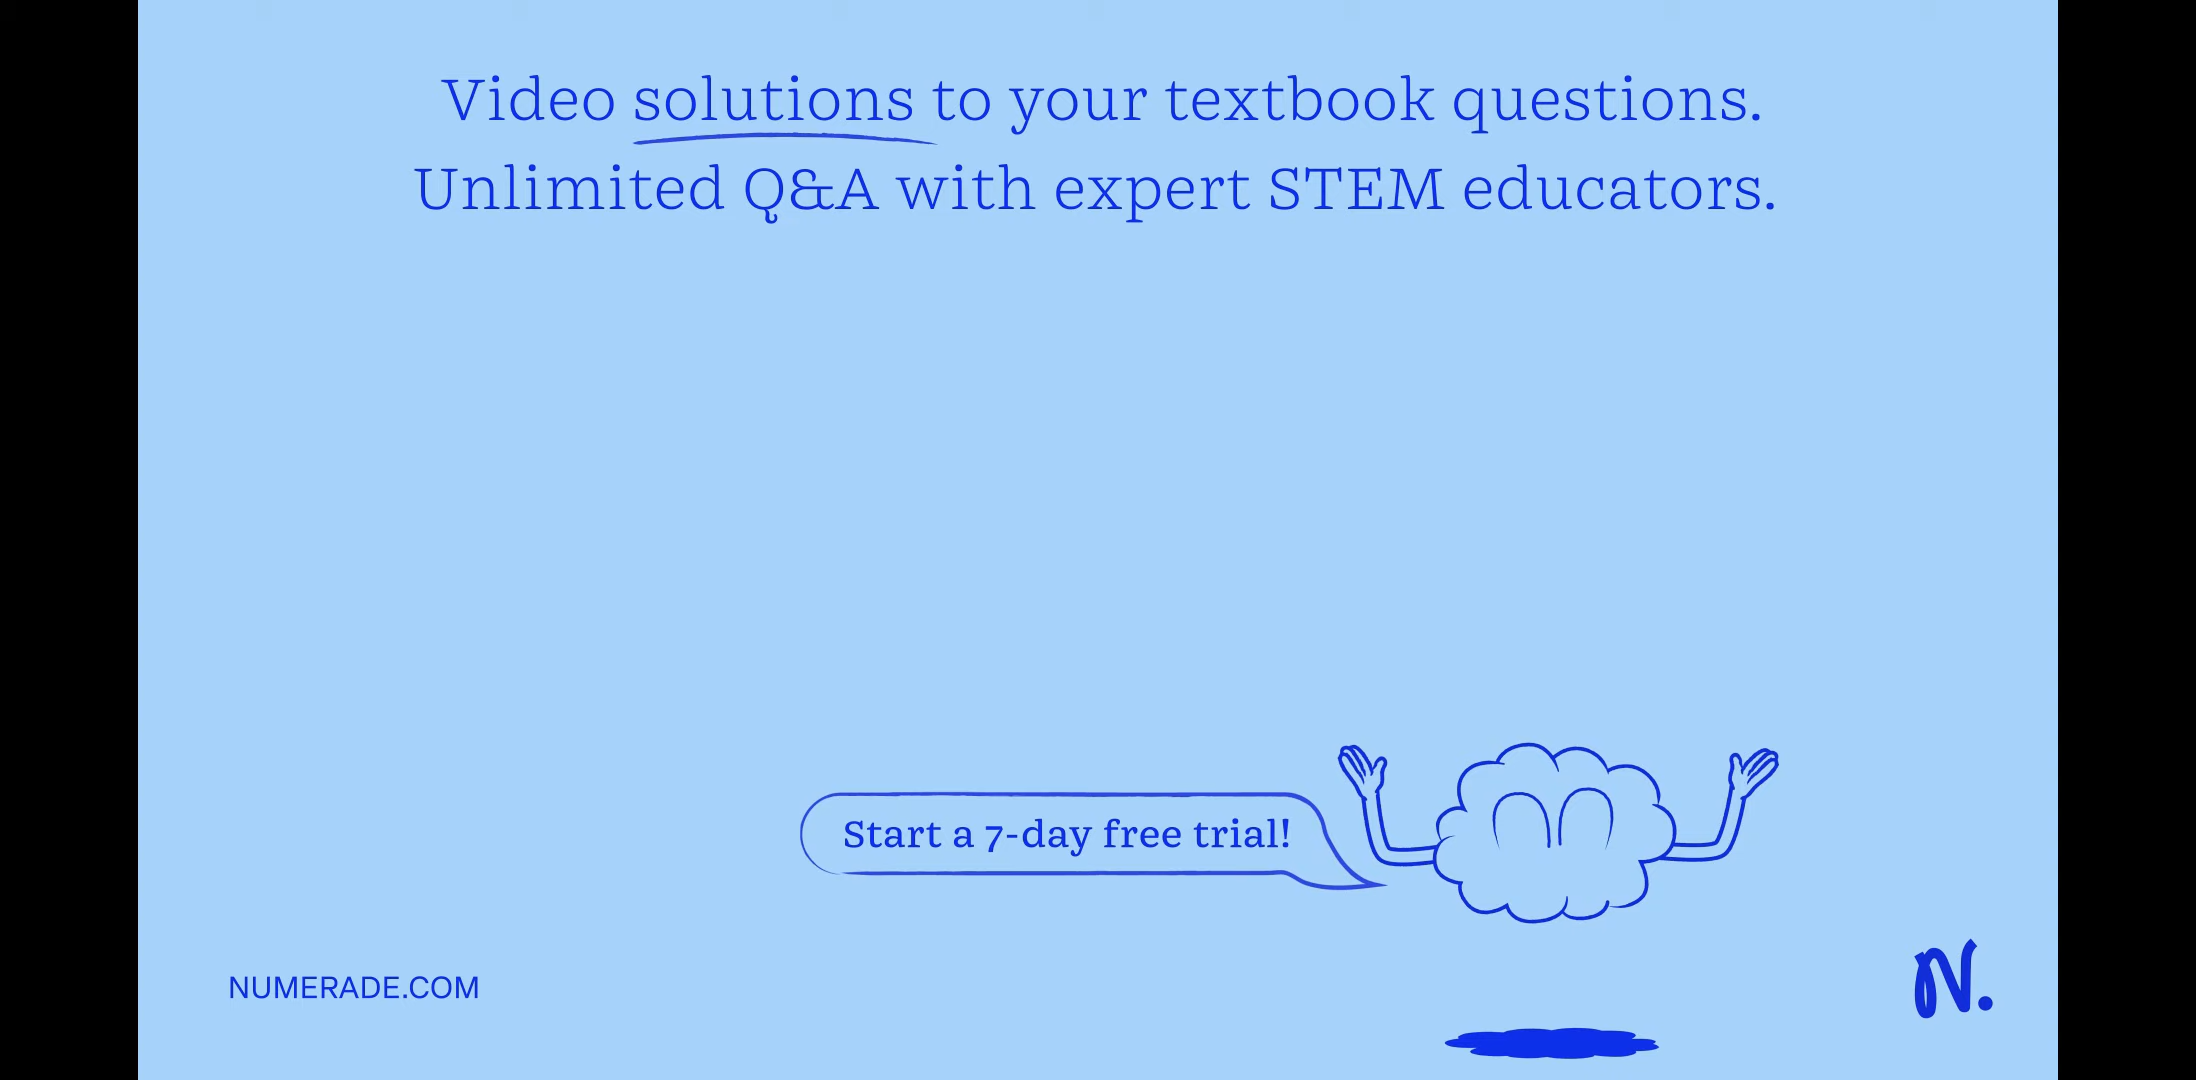 Video solutions to your textbook questions.
Unlimited Q&A with expert STEM educators.
Start a 7-day free trial!
NUMERADE.COM
N.